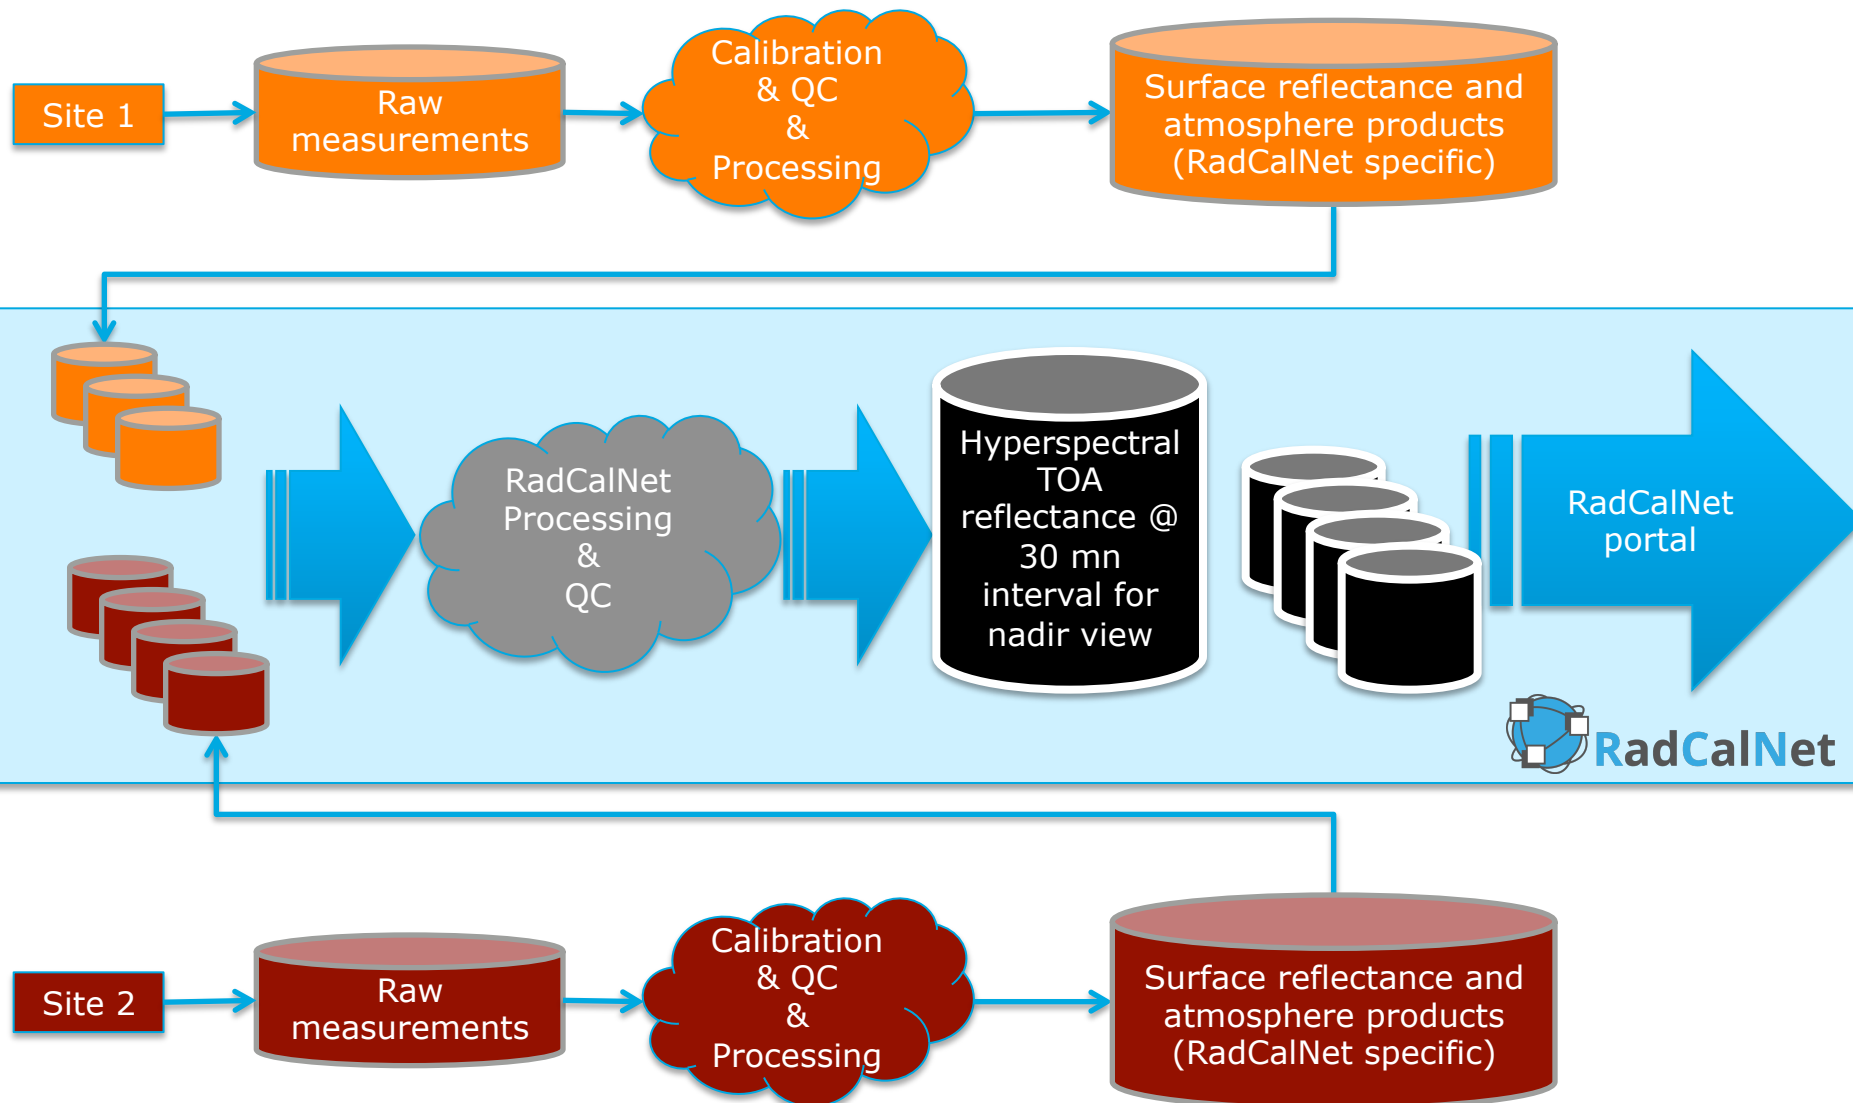 Site 1
Raw
measurements
Calibration
& QC
&
Processing
Surface reflectance and
atmosphere products
(RadCalNet specific)
RadCalNet
Processing
&
QC
Hyperspectral
TOA
reflectance @
30 mn
interval for
nadir view
RadCalNet
portal
RadCalNet
Site 2
Raw
measurements
Calibration
& QC
&
Processing
Surface reflectance and
atmosphere products
(RadCalNet specific)